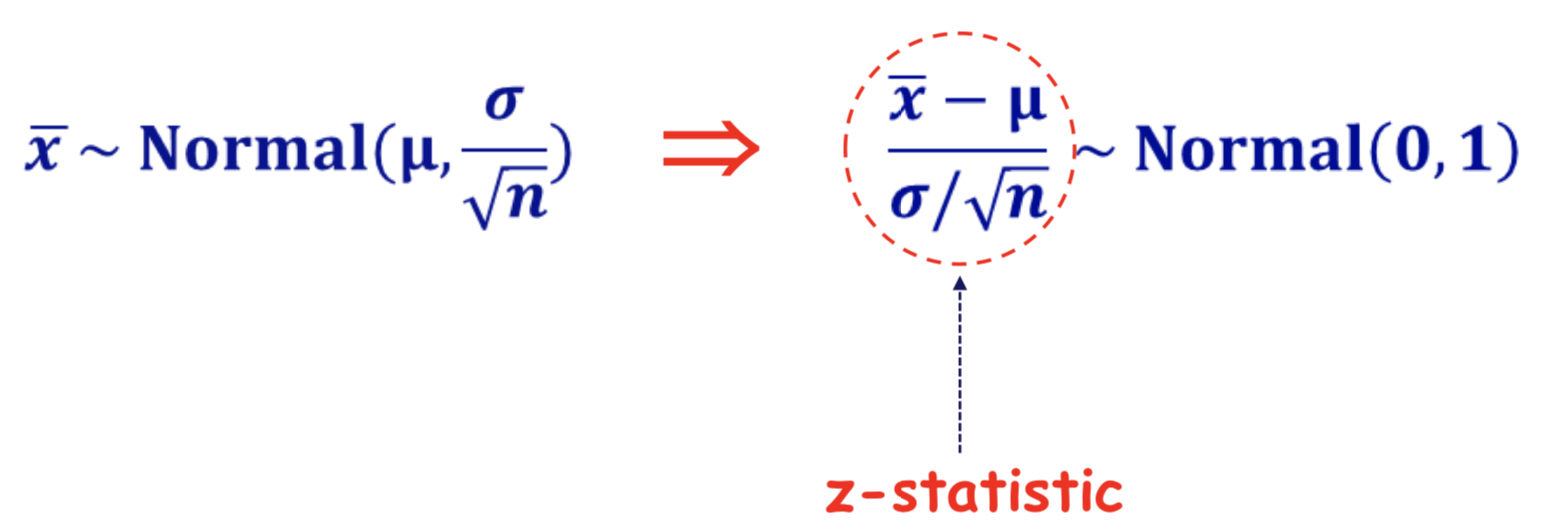 x̅ ~ Normal(μ, σ/√n) ⇒ (x̅ − μ)/(σ/√n) ~ Normal(0, 1)
z-statistic